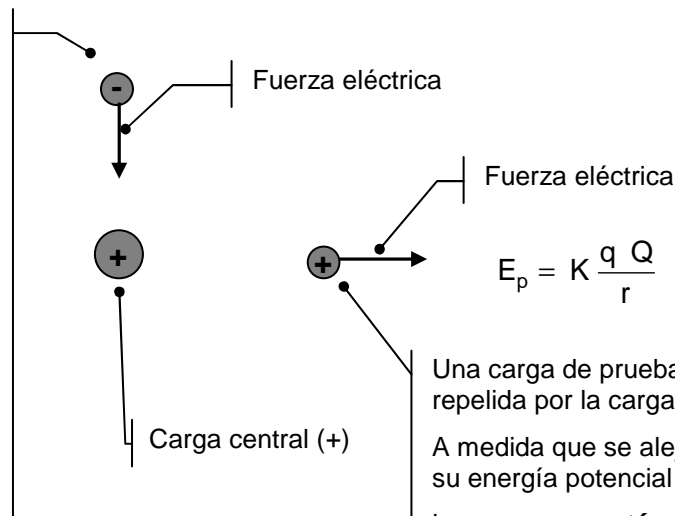 -
Fuerza eléctrica
Fuerza eléctrica
+
+
E_p = K \frac{q Q}{r}
Una carga de prueba
repelida por la carga
Carga central (+)
A medida que se
su energía potencial